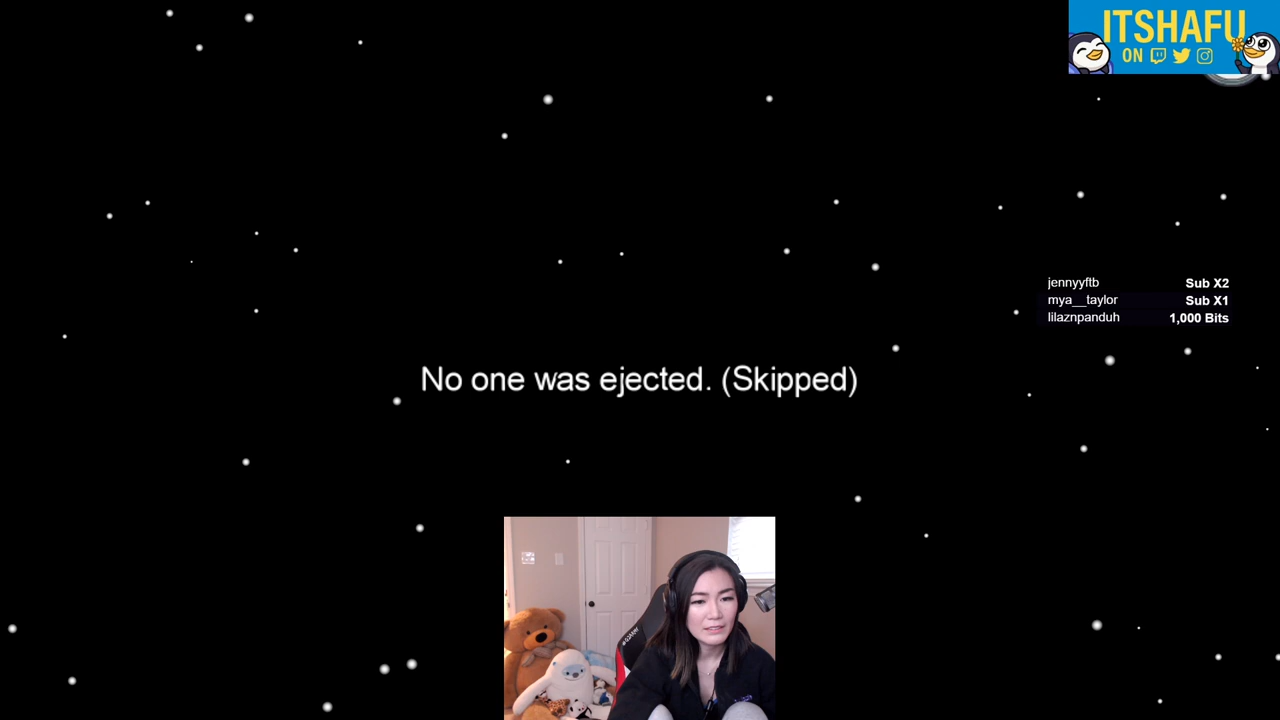 ITSHAFU
ON
jennyyftb Sub X2
mya__taylor Sub X1
lilaznpanduh 1,000 Bits
No one was ejected. (Skipped)